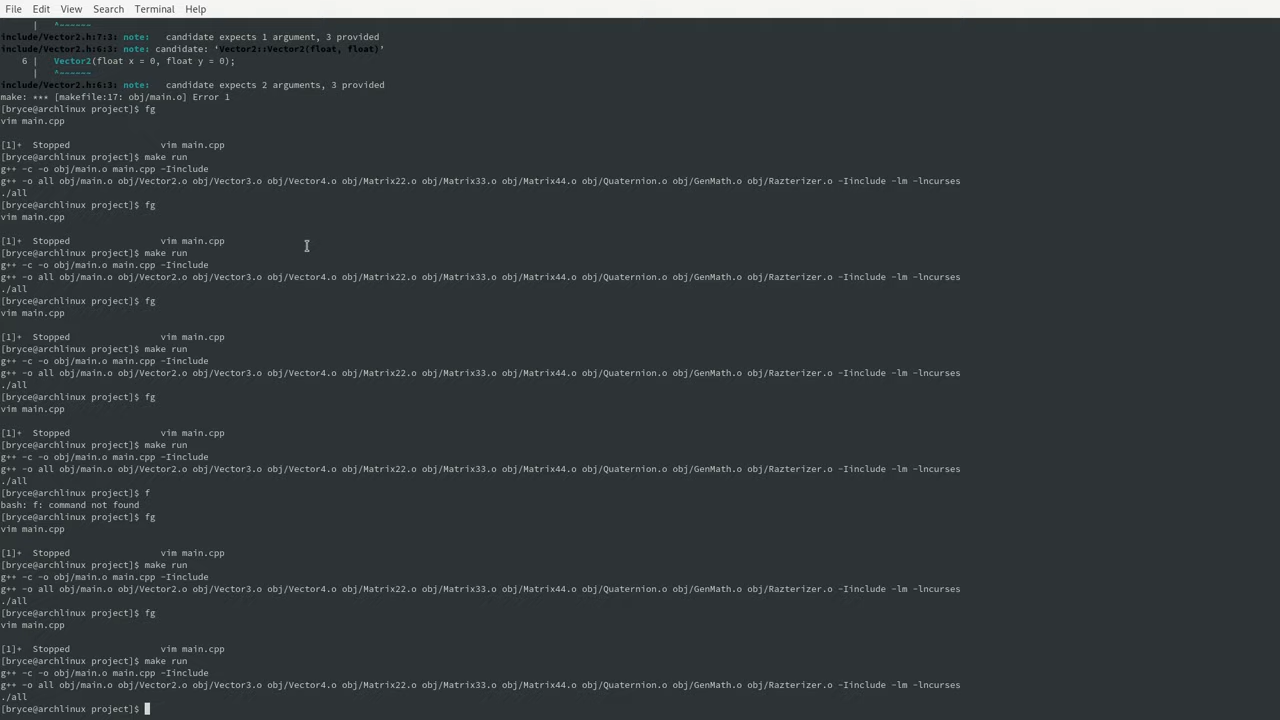 File Edit View Search Terminal Help
| ^~~~~~~
include/Vector2.h:7:3: note:   candidate expects 1 argument, 3 provided
include/Vector2.h:6:3: note: candidate: ‘Vector2::Vector2(float, float)’
6 |   Vector2(float x = 0, float y = 0);
|   ^~~~~~~
include/Vector2.h:6:3: note:   candidate expects 2 arguments, 3 provided
make: *** [makefile:17: obj/main.o] Error 1
[bryce@archlinux project]$ fg
vim main.cpp
[1]+  Stopped                 vim main.cpp
[bryce@archlinux project]$ make run
g++ -c -o obj/main.o main.cpp -Iinclude
g++ -o all obj/main.o obj/Vector2.o obj/Vector3.o obj/Vector4.o obj/Matrix22.o obj/Matrix33.o obj/Matrix44.o obj/Quaternion.o obj/GenMath.o obj/Razterizer.o -Iinclude -lm -lncurses
./all
[bryce@archlinux project]$ fg
vim main.cpp
[1]+  Stopped                 vim main.cpp
[bryce@archlinux project]$ make run
g++ -c -o obj/main.o main.cpp -Iinclude
g++ -o all obj/main.o obj/Vector2.o obj/Vector3.o obj/Vector4.o obj/Matrix22.o obj/Matrix33.o obj/Matrix44.o obj/Quaternion.o obj/GenMath.o obj/Razterizer.o -Iinclude -lm -lncurses
./all
[bryce@archlinux project]$ fg
vim main.cpp
[1]+  Stopped                 vim main.cpp
[bryce@archlinux project]$ make run
g++ -c -o obj/main.o main.cpp -Iinclude
g++ -o all obj/main.o obj/Vector2.o obj/Vector3.o obj/Vector4.o obj/Matrix22.o obj/Matrix33.o obj/Matrix44.o obj/Quaternion.o obj/GenMath.o obj/Razterizer.o -Iinclude -lm -lncurses
./all
[bryce@archlinux project]$ fg
vim main.cpp
[1]+  Stopped                 vim main.cpp
[bryce@archlinux project]$ make run
g++ -c -o obj/main.o main.cpp -Iinclude
g++ -o all obj/main.o obj/Vector2.o obj/Vector3.o obj/Vector4.o obj/Matrix22.o obj/Matrix33.o obj/Matrix44.o obj/Quaternion.o obj/GenMath.o obj/Razterizer.o -Iinclude -lm -lncurses
./all
[bryce@archlinux project]$ f
bash: f: command not found
[bryce@archlinux project]$ fg
vim main.cpp
[1]+  Stopped                 vim main.cpp
[bryce@archlinux project]$ make run
g++ -c -o obj/main.o main.cpp -Iinclude
g++ -o all obj/main.o obj/Vector2.o obj/Vector3.o obj/Vector4.o obj/Matrix22.o obj/Matrix33.o obj/Matrix44.o obj/Quaternion.o obj/GenMath.o obj/Razterizer.o -Iinclude -lm -lncurses
./all
[bryce@archlinux project]$ fg
vim main.cpp
[1]+  Stopped                 vim main.cpp
[bryce@archlinux project]$ make run
g++ -c -o obj/main.o main.cpp -Iinclude
g++ -o all obj/main.o obj/Vector2.o obj/Vector3.o obj/Vector4.o obj/Matrix22.o obj/Matrix33.o obj/Matrix44.o obj/Quaternion.o obj/GenMath.o obj/Razterizer.o -Iinclude -lm -lncurses
./all
[bryce@archlinux project]$